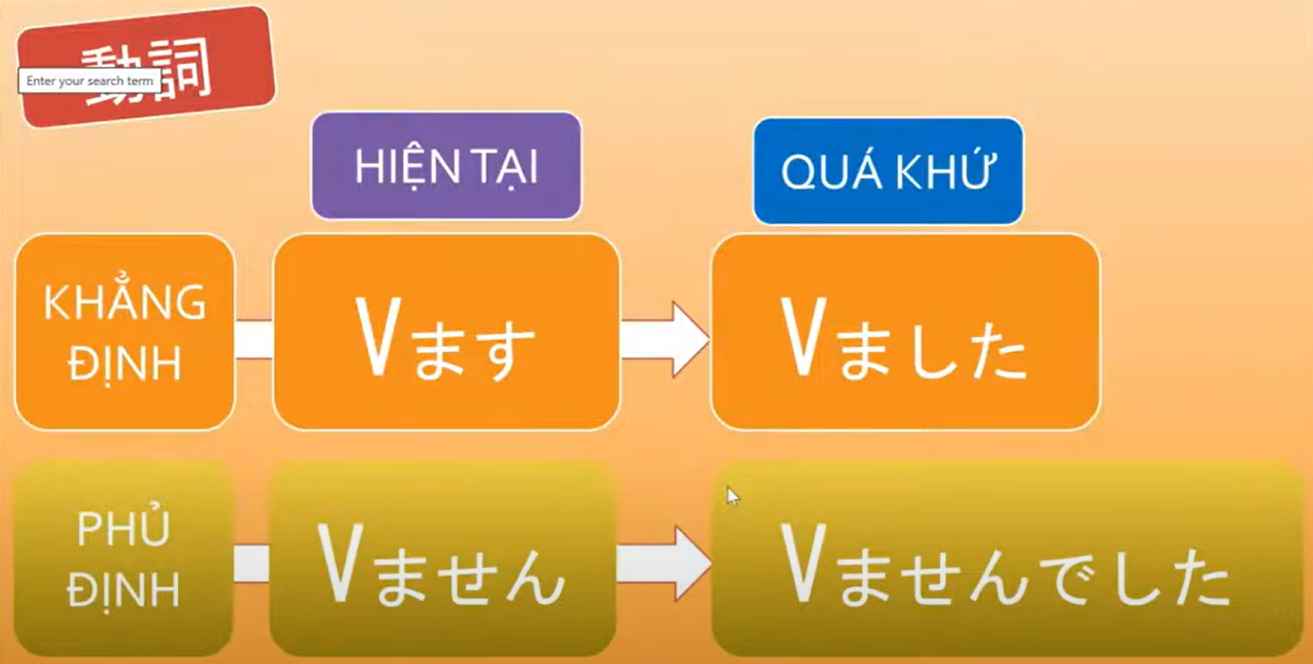 動詞
Enter your search term
HIỆN TẠI
QUÁ KHỨ
KHẲNG
ĐỊNH
Vます
Vました
PHỦ
ĐỊNH
Vません
Vませんでした